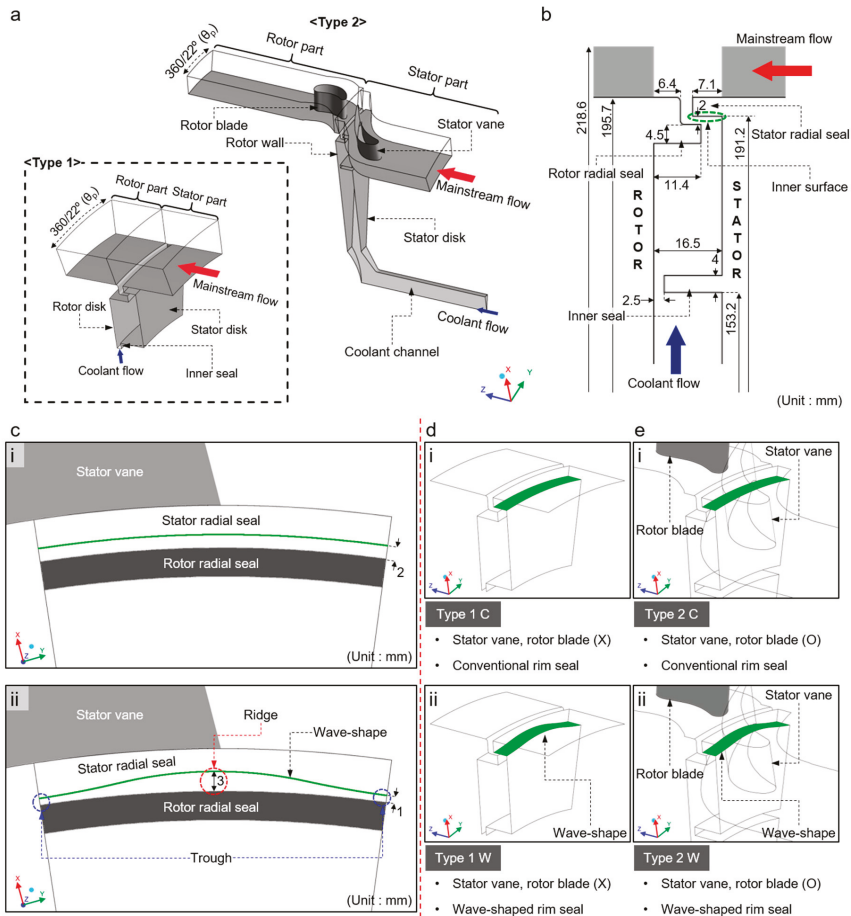 a
<Type 2>
360/22° (θp)
Rotor part
Stator part
Rotor blade
Rotor wall
Stator vane
Mainstream flow
Stator disk
Coolant flow
Coolant channel
X
Y
Z
<Type 1>
360/22° (θp)
Rotor part
Stator part
Mainstream flow
Rotor disk
Stator disk
Coolant flow
Inner seal
b
Mainstream flow
6.4
7.1
2
218.6
195.7
Stator radial seal
4.5
191.2
Rotor radial seal
Inner surface
11.4
ROTOR
STATOR
16.5
4
2.5
Inner seal
153.2
Coolant flow
(Unit : mm)
c
i
Stator vane
Stator radial seal
Rotor radial seal
2
X
Z
Y
(Unit : mm)
ii
Stator vane
Ridge
Wave-shape
Stator radial seal
3
Rotor radial seal
1
Trough
X
Z
Y
(Unit : mm)
d
i
X
Z
Y
Type 1 C
• Stator vane, rotor blade (X)
• Conventional rim seal
ii
Wave-shape
X
Z
Y
Type 1 W
• Stator vane, rotor blade (X)
• Wave-shaped rim seal
e
i
Stator vane
Rotor blade
X
Z
Y
Type 2 C
• Stator vane, rotor blade (O)
• Conventional rim seal
ii
Stator vane
Rotor blade
Wave-shape
X
Z
Y
Type 2 W
• Stator vane, rotor blade (O)
• Wave-shaped rim seal